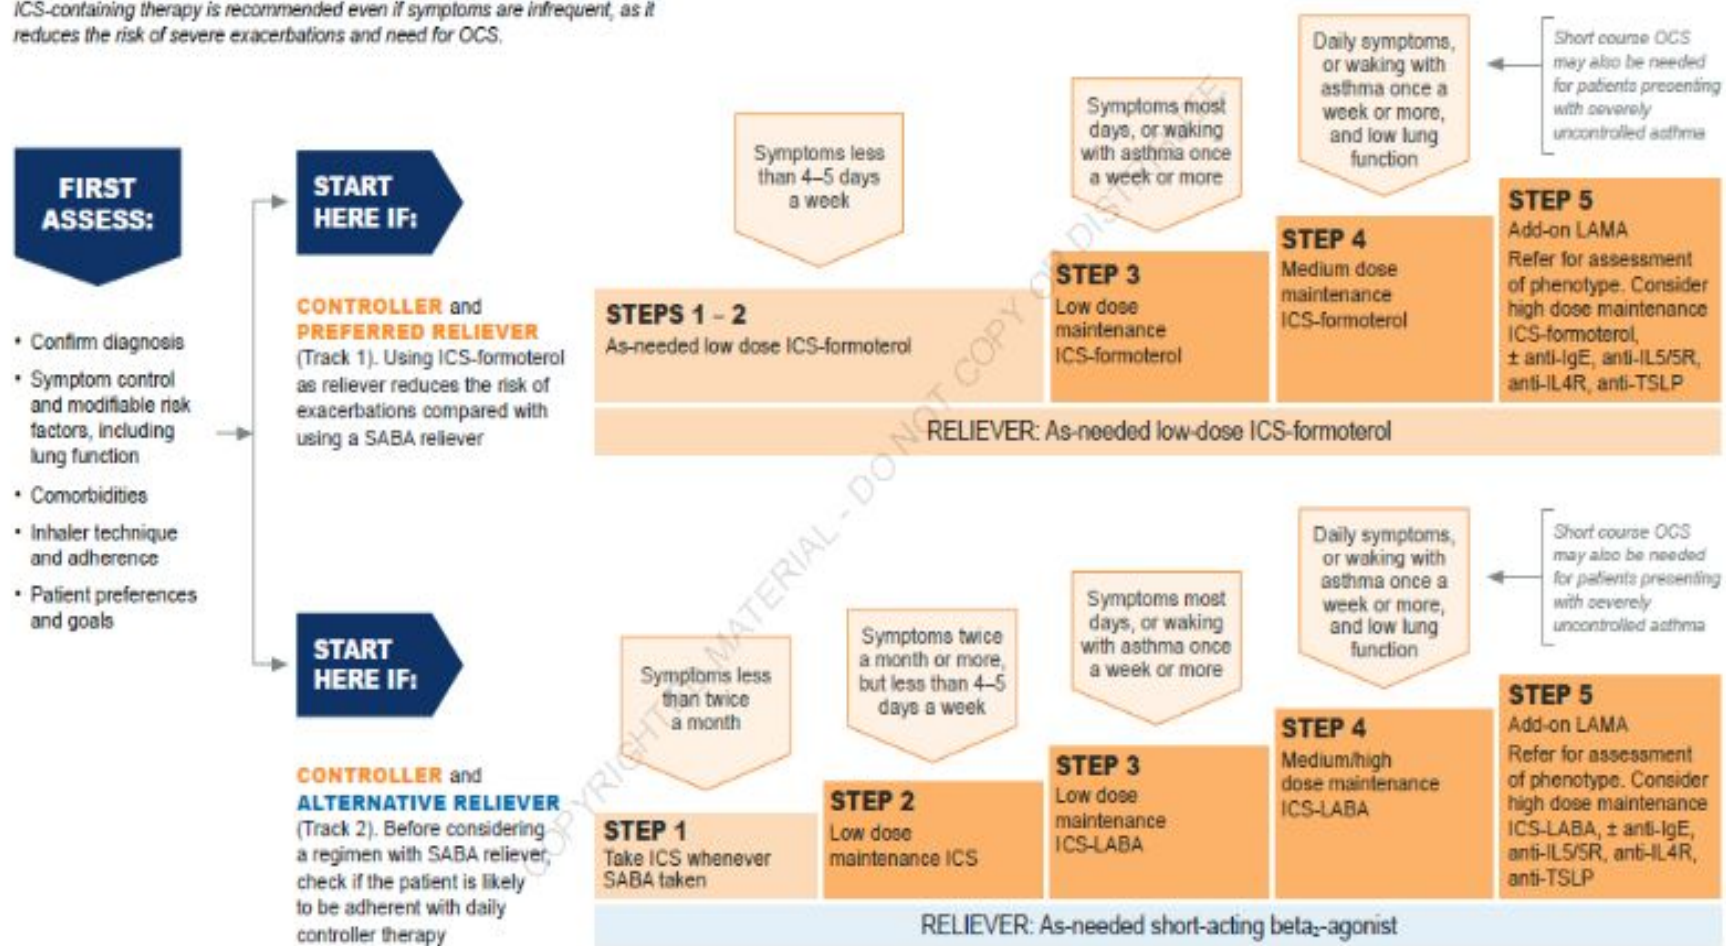 ICS-containing therapy is recommended even if symptoms are infrequent, as it
reduces the risk of severe exacerbations and need for OCS.
FIRST
ASSESS:
• Confirm diagnosis
• Symptom control
and modifiable risk
factors, including
lung function
• Comorbidities
• Inhaler technique
and adherence
• Patient preferences
and goals
START
HERE IF:
CONTROLLER and
PREFERRED RELIEVER
(Track 1). Using ICS-formoterol
as reliever reduces the risk of
exacerbations compared with
using a SABA reliever
Symptoms less
than 4–5 days
a week
Symptoms most
days, or waking
with asthma once
a week or more
Daily symptoms,
or waking with
asthma once a
week or more,
and low lung
function
Short course OCS
may also be needed
for patients presenting
with severely
uncontrolled asthma
STEPS 1 – 2
As-needed low dose ICS-formoterol
STEP 3
Low dose
maintenance
ICS-formoterol
STEP 4
Medium dose
maintenance
ICS-formoterol
STEP 5
Add-on LAMA
Refer for assessment
of phenotype. Consider
high dose maintenance
ICS-formoterol,
± anti-IgE, anti-IL5/5R,
anti-IL4R, anti-TSLP
RELIEVER: As-needed low-dose ICS-formoterol
START
HERE IF:
CONTROLLER and
ALTERNATIVE RELIEVER
(Track 2). Before considering
a regimen with SABA reliever,
check if the patient is likely
to be adherent with daily
controller therapy
Symptoms less
than twice
a month
Symptoms twice
a month or more,
but less than 4–5
days a week
Symptoms most
days, or waking
with asthma once
a week or more
Daily symptoms,
or waking with
asthma once a
week or more,
and low lung
function
Short course OCS
may also be needed
for patients presenting
with severely
uncontrolled asthma
STEP 1
Take ICS whenever
SABA taken
STEP 2
Low dose
maintenance ICS
STEP 3
Low dose
maintenance
ICS-LABA
STEP 4
Medium/high
dose maintenance
ICS-LABA
STEP 5
Add-on LAMA
Refer for assessment
of phenotype. Consider
high dose maintenance
ICS-LABA, ± anti-IgE,
anti-IL5/5R, anti-IL4R,
anti-TSLP
RELIEVER: As-needed short-acting beta₂-agonist
MATERIAL - DO NOT COPY OR